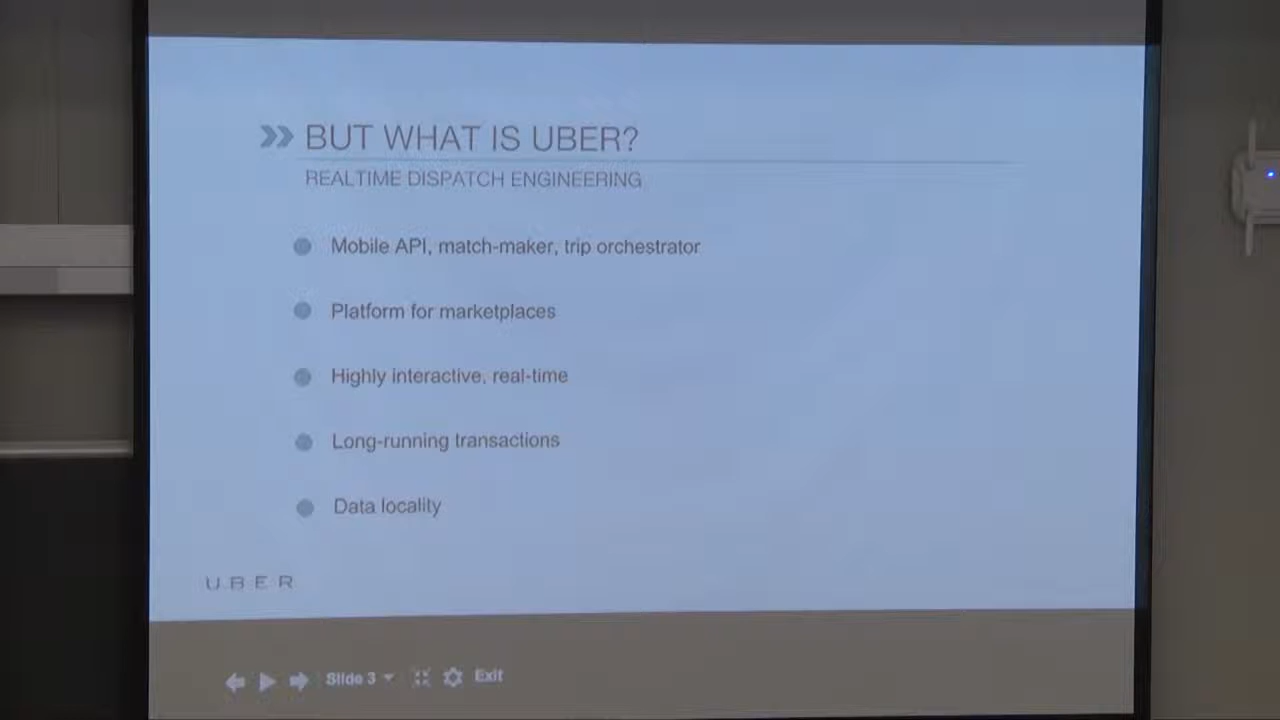 BUT WHAT IS UBER?
REALTIME DISPATCH ENGINEERING
Mobile API, match-maker, trip orchestrator
Platform for marketplaces
Highly interactive, real-time
Long-running transactions
Data locality
UBER
Slide 3
Exit